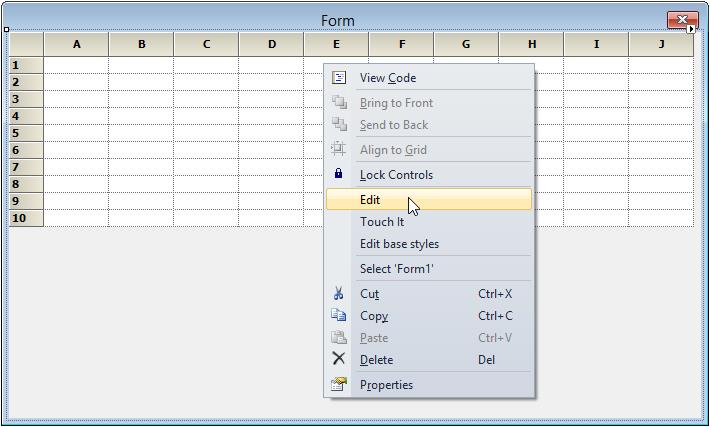 Form
A B C D E F G H I J
1
2
3
4
5
6
7
8
9
10
View Code
Bring to Front
Send to Back
Align to Grid
Lock Controls
Edit
Touch It
Edit base styles
Select 'Form1'
Cut Ctrl+X
Copy Ctrl+C
Paste Ctrl+V
Delete Del
Properties